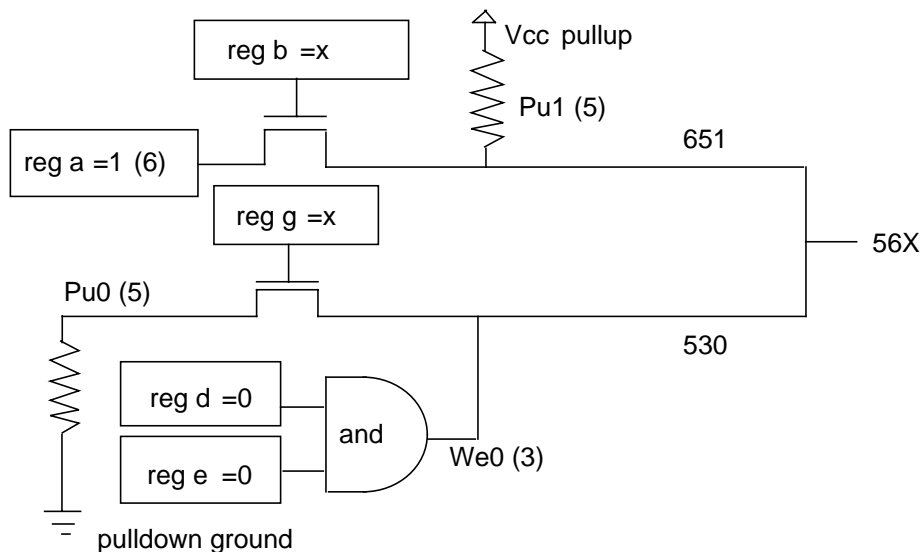 reg b =x
Vcc pullup
Pu1 (5)
651
reg a =1 (6)
reg g =x
56X
Pu0 (5)
530
reg d =0
and
We0 (3)
reg e =0
pulldown ground